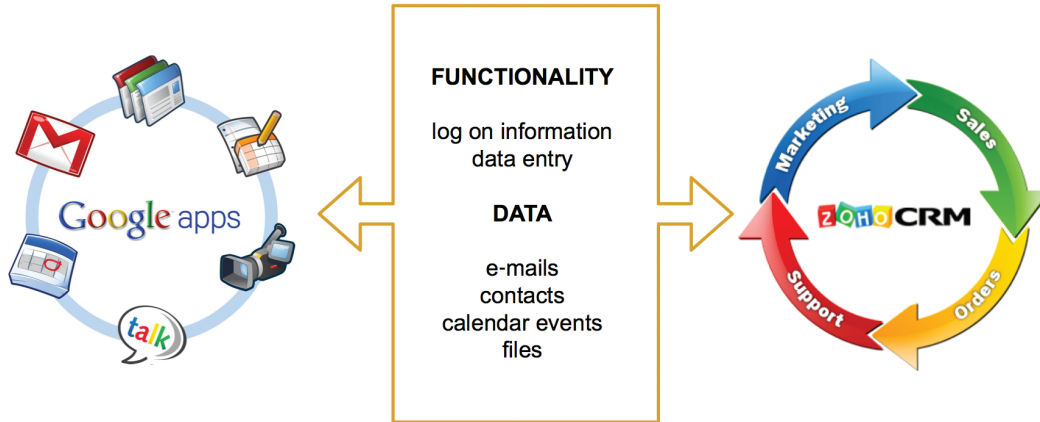 Google apps
talk
FUNCTIONALITY
log on information
data entry
DATA
e-mails
contacts
calendar events
files
Marketing
Sales
ZOHO CRM
Support
Orders